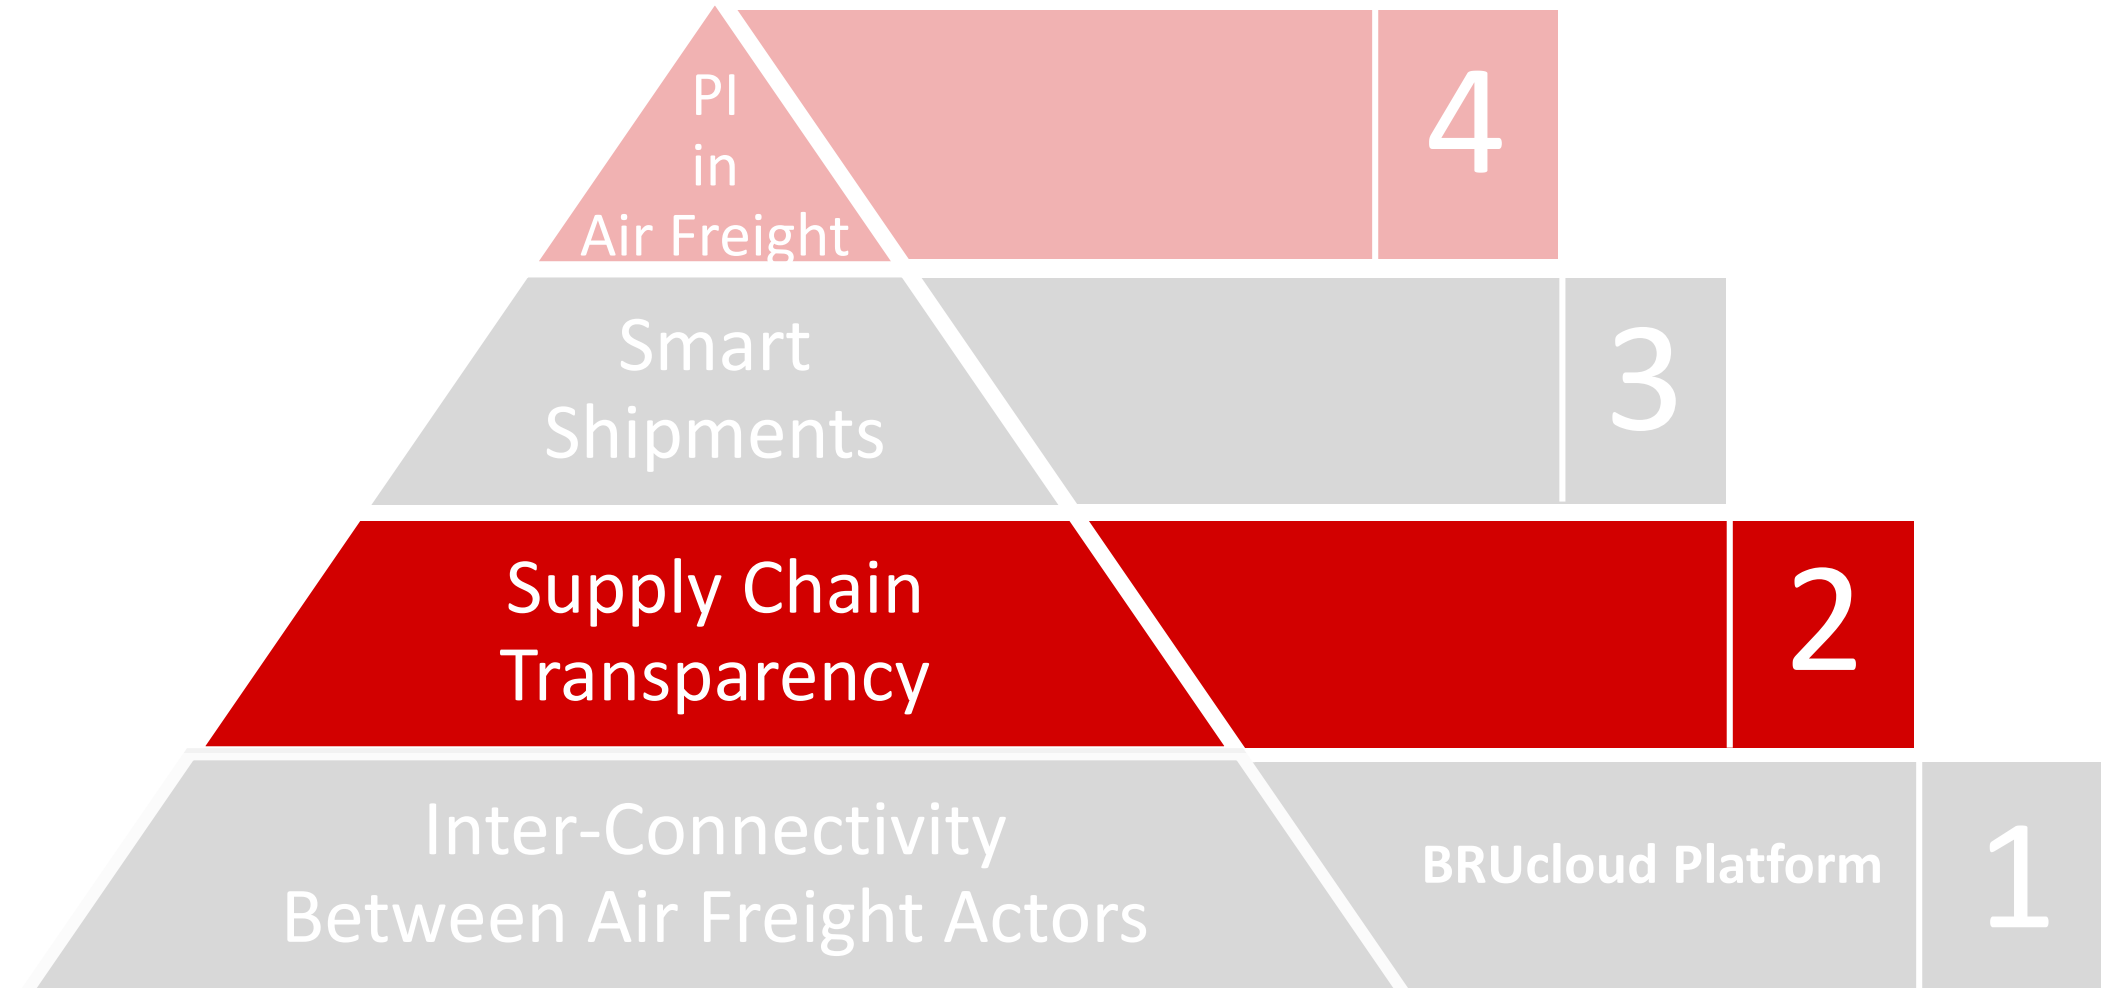 PI
in
Air Freight
4
Smart
Shipments
3
Supply Chain
Transparency
2
Inter-Connectivity
Between Air Freight Actors
BRUcloud Platform
1